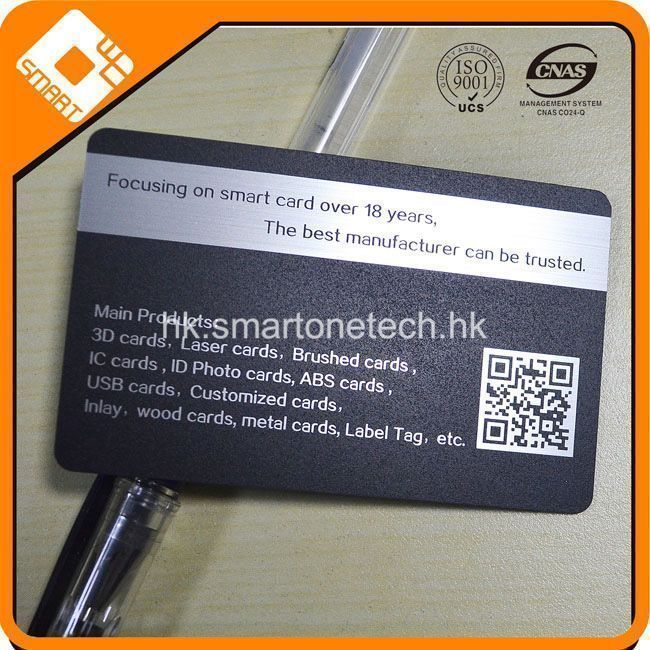 SMART
ONE
QUALITY ASSURED FIRM
ISO
9001
UCS
CNAS
MANAGEMENT SYSTEM
CNAS CO24-Q
Focusing on smart card over 18 years,
The best manufacturer can be trusted.
hk.smartonetech.hk
Main Products:
3D cards, Laser cards, Brushed cards ,
IC cards , ID Photo cards, ABS cards ,
USB cards, Customized cards,
Inlay, wood cards, metal cards, Label Tag, etc.